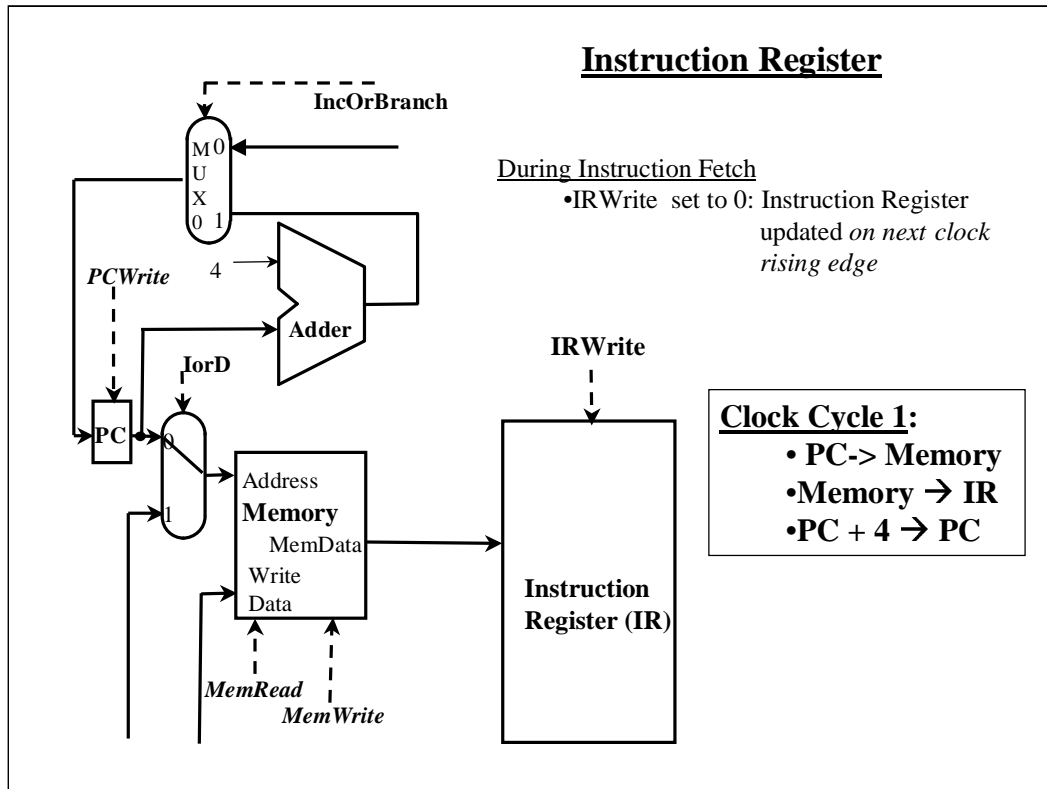 Instruction Register
IncOrBranch
M 0
U
X
0 1
During Instruction Fetch
•IRWrite set to 0: Instruction Register
updated on next clock
rising edge
PCWrite
4
Adder
IorD
IRWrite
PC
0
1
Address
Memory
MemData
Write
Data
MemRead
MemWrite
Instruction
Register (IR)
Clock Cycle 1:
• PC-> Memory
•Memory → IR
•PC + 4 → PC